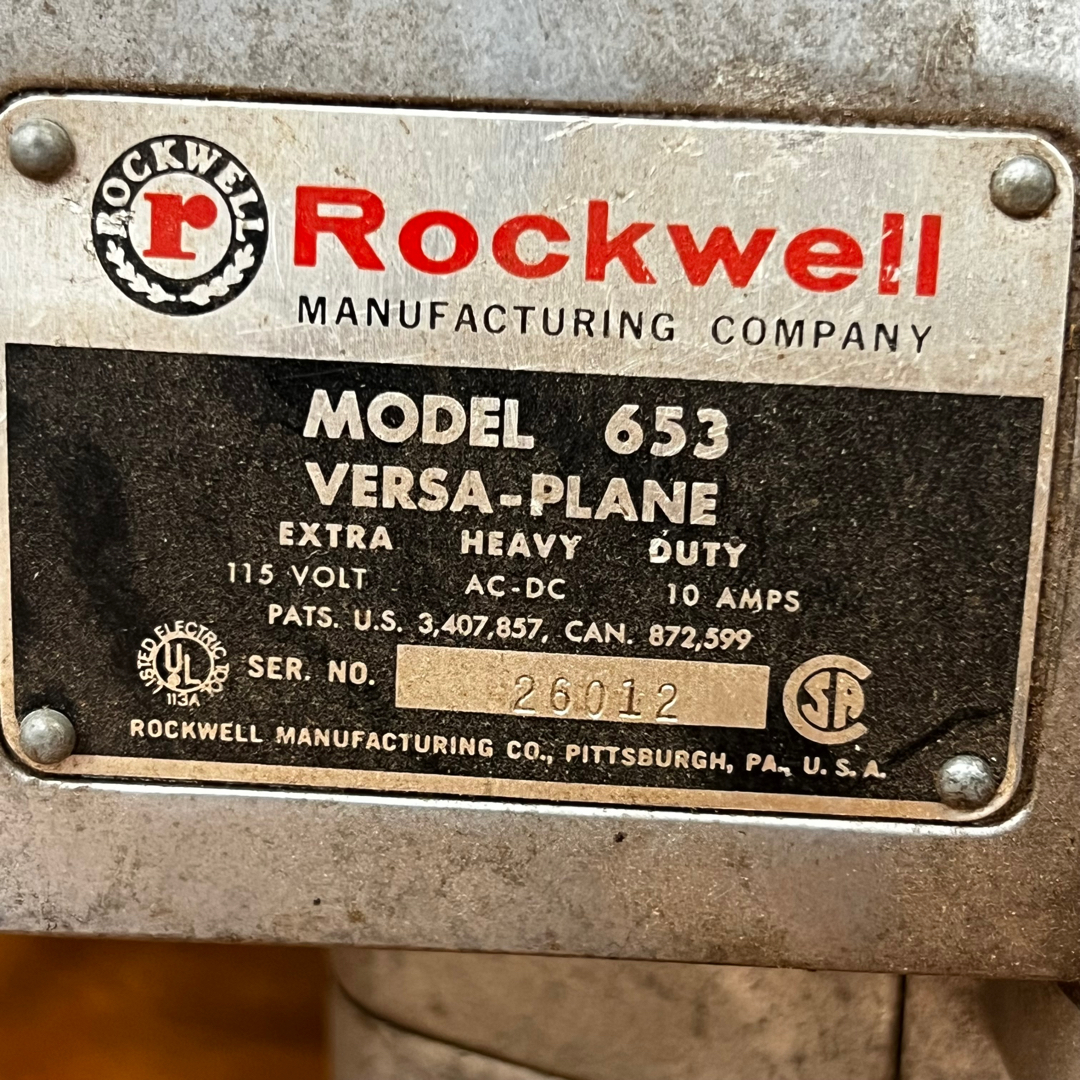 ROCKWELL
r
Rockwell
MANUFACTURING COMPANY
MODEL 653
VERSA-PLANE
EXTRA HEAVY DUTY
115 VOLT AC-DC 10 AMPS
PATS. U.S. 3,407,857, CAN. 872,599
LISTED ELECTRIC TOOL
UL
113A
SER. NO. 26012
SA
ROCKWELL MANUFACTURING CO., PITTSBURGH, PA., U. S. A.